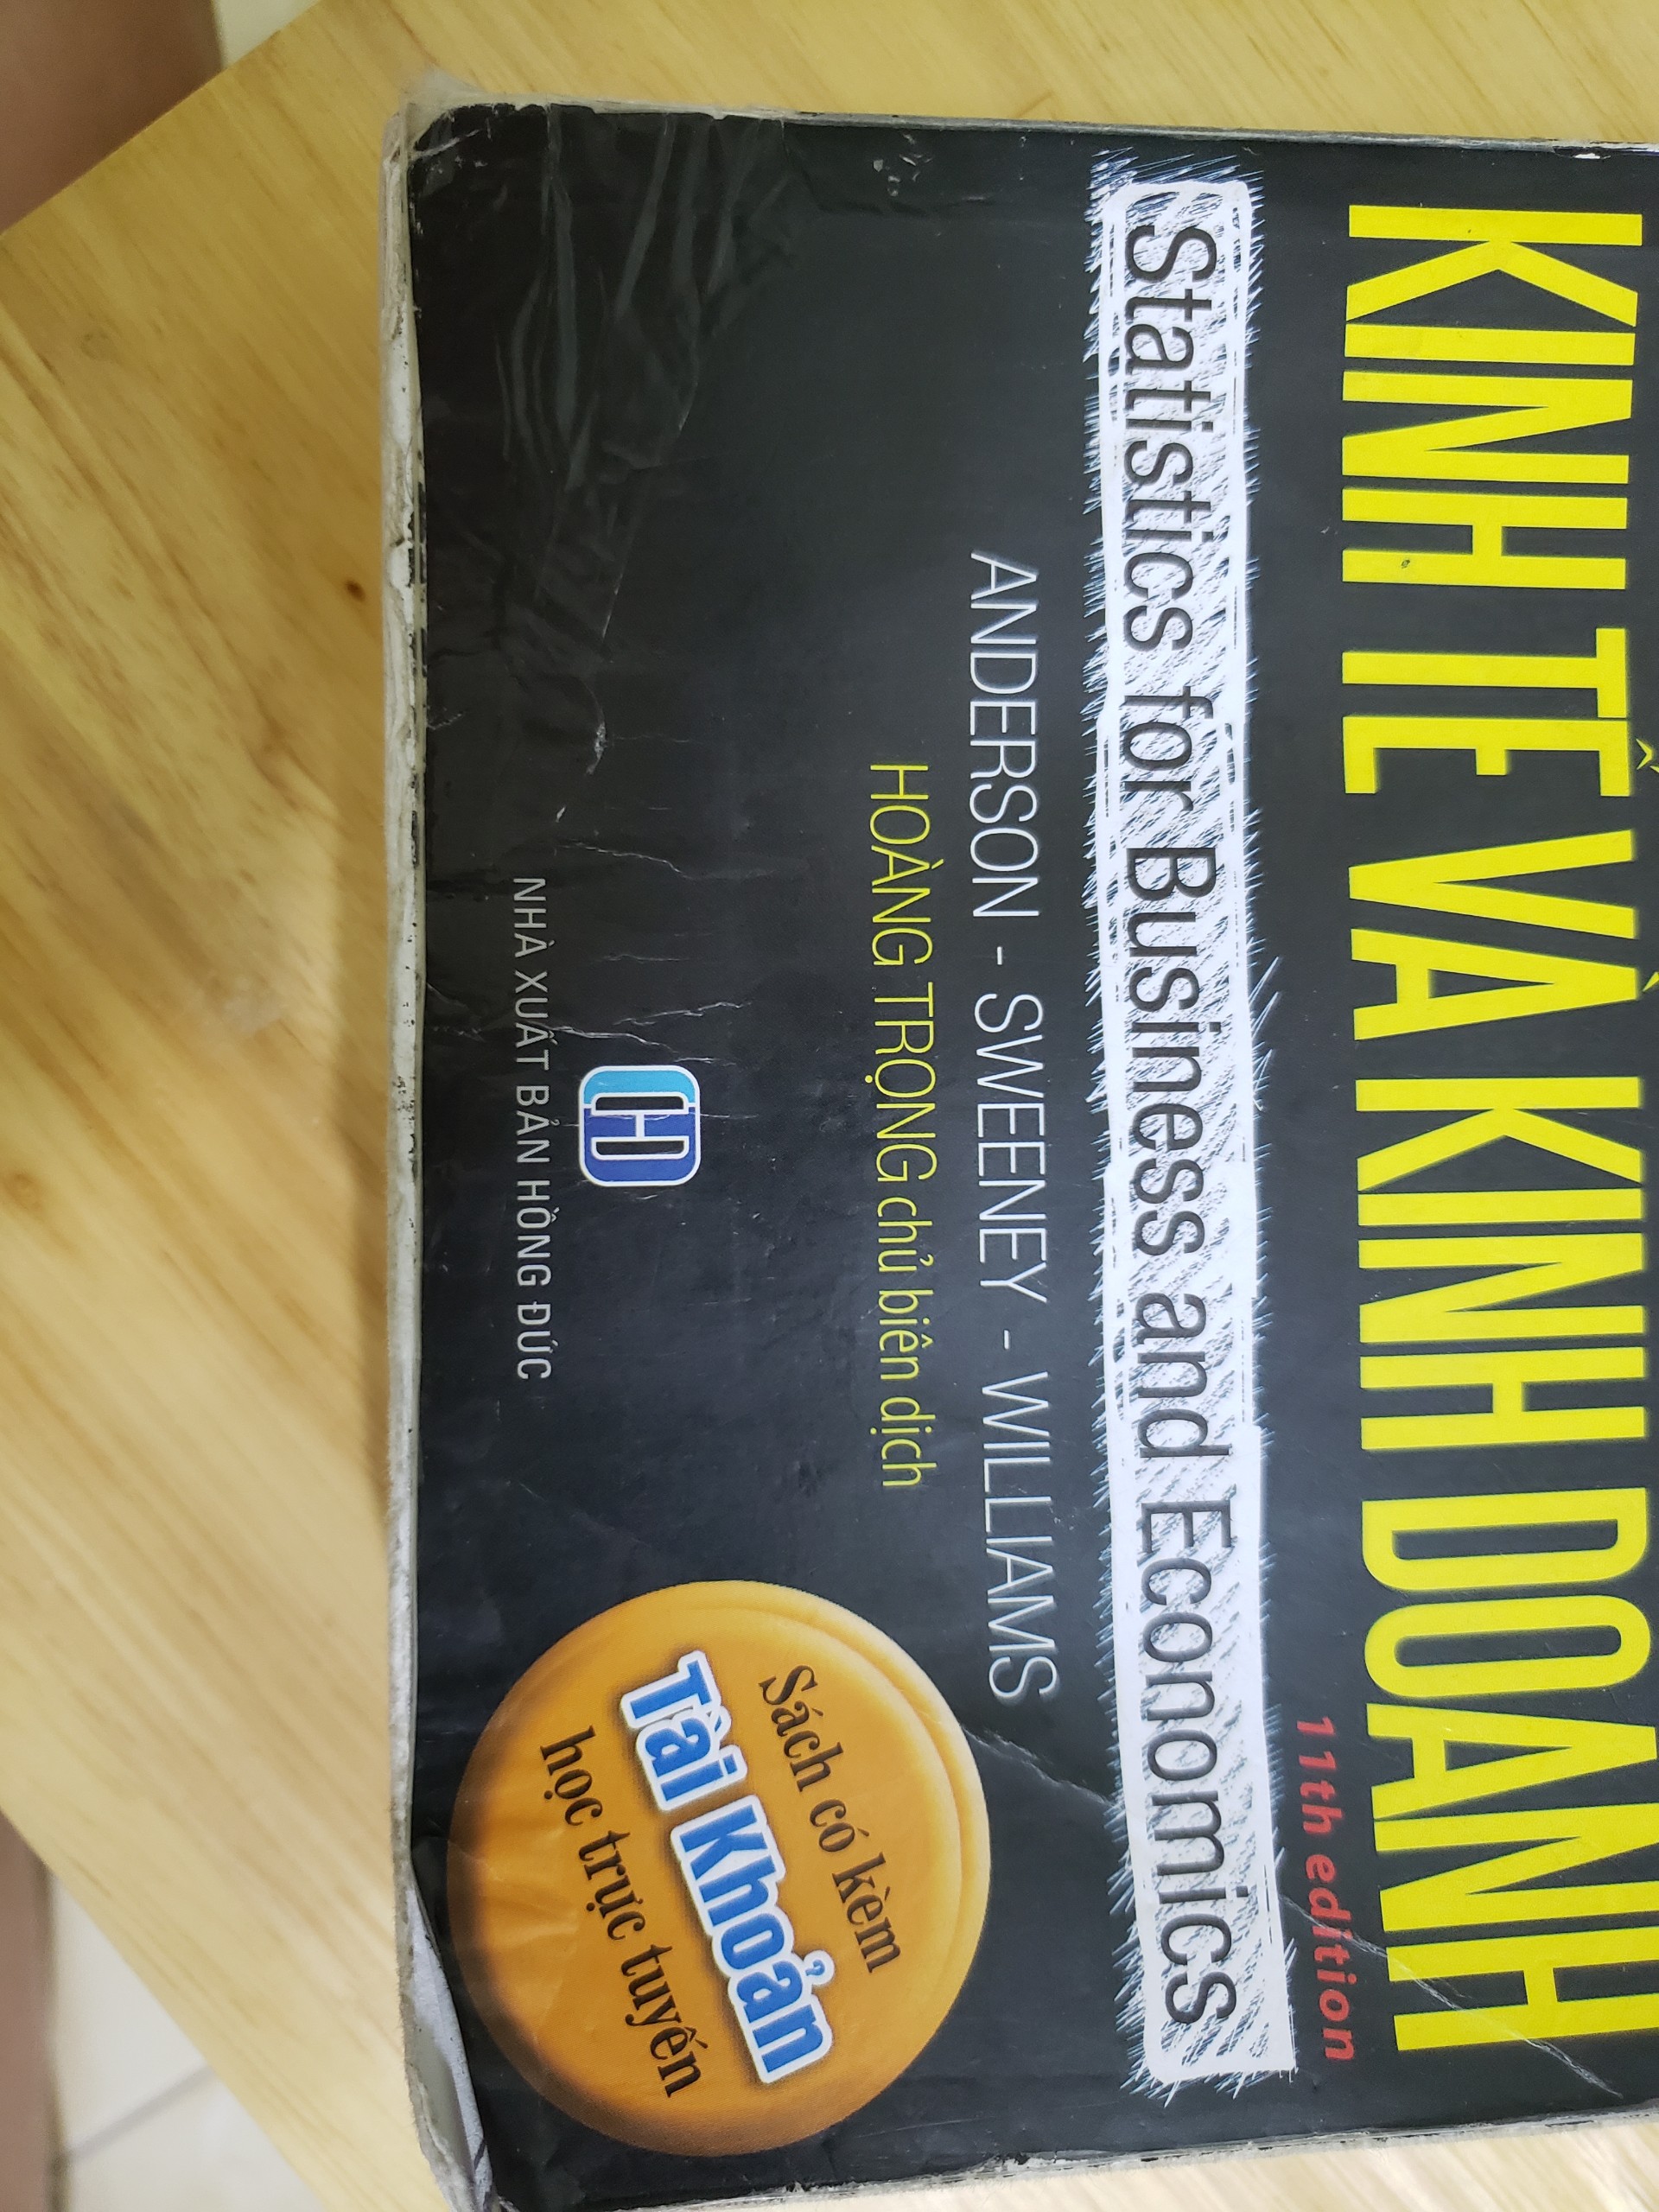 KINH TẾ VÀ KINH DOANH
11th edition
Statistics for Business and Economics
ANDERSON - SWEENEY - WILLIAMS
HOÀNG TRỌNG chủ biên dịch
Sách có kèm
Tài Khoản
học trực tuyến
NHÀ XUẤT BẢN HỒNG ĐỨC